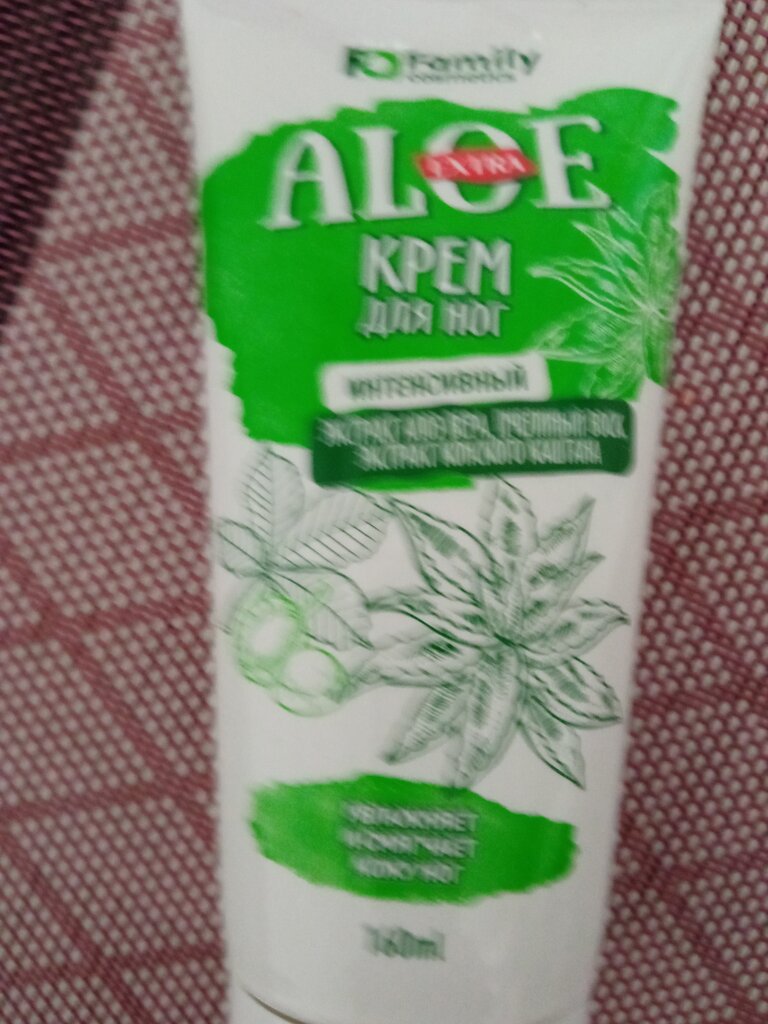 Family
cosmetics
ALOE
EXTRA
КРЕМ
ДЛЯ НОГ
ИНТЕНСИВНЫЙ
ЭКСТРАКТ АЛОЭ ВЕРА, ПЧЕЛИНЫЙ ВОСК,
ЭКСТРАКТ КОНСКОГО КАШТАНА
УВЛАЖНЯЕТ
И СМЯГЧАЕТ
КОЖУ НОГ
160ml